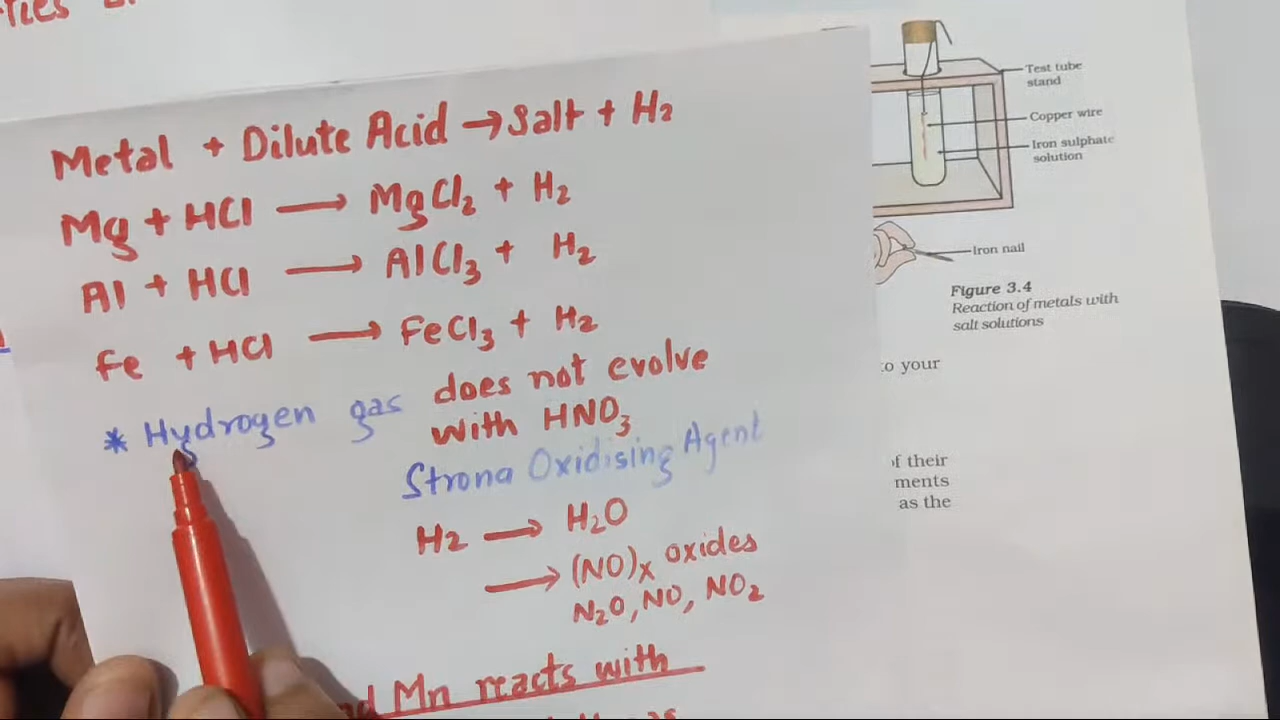 Metal + Dilute Acid → Salt + H₂
Mg + HCl → MgCl₂ + H₂
Al + HCl → AlCl₃ + H₂
Fe + HCl → FeCl₃ + H₂
* Hydrogen gas does not evolve
with HNO₃
Strong Oxidising Agent
H₂ → H₂O
→ (NO)x oxides
N₂O, NO, NO₂
Mn reacts with
Test tube
stand
Copper wire
Iron sulphate
solution
Iron nail
Figure 3.4
Reaction of metals with
salt solutions
to your
of their
ments
as the